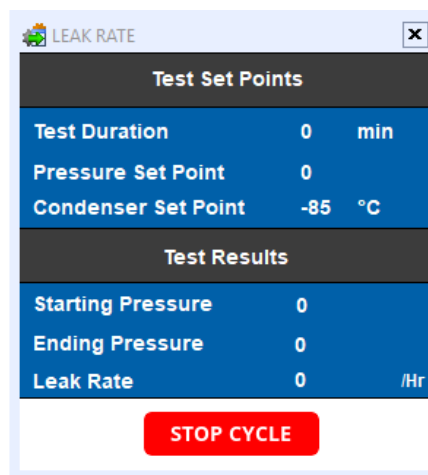 LEAK RATE
Test Set Points
Test Duration 0 min
Pressure Set Point 0
Condenser Set Point -85 °C
Test Results
Starting Pressure 0
Ending Pressure 0
Leak Rate 0 /Hr
STOP CYCLE